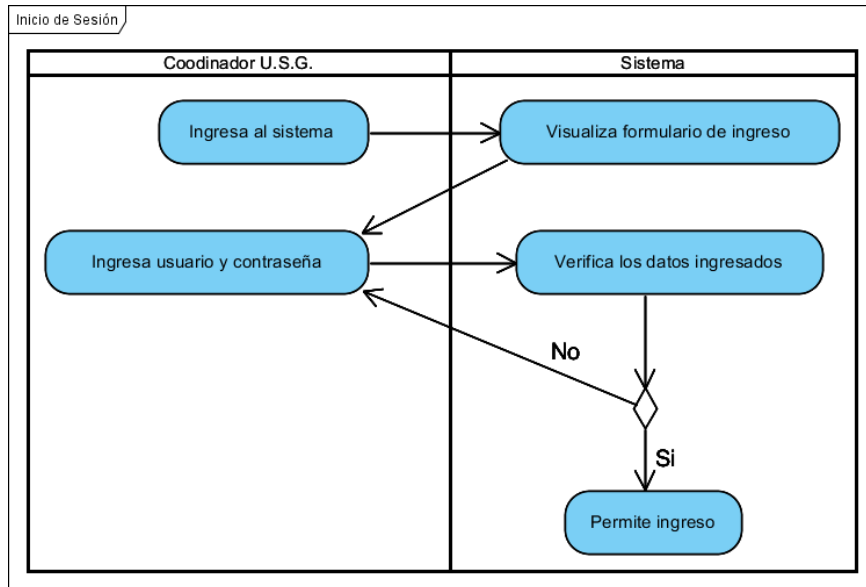 Inicio de Sesión
Coodinador U.S.G.
Sistema
Ingresa al sistema
Visualiza formulario de ingreso
Ingresa usuario y contraseña
Verifica los datos ingresados
No
Si
Permite ingreso